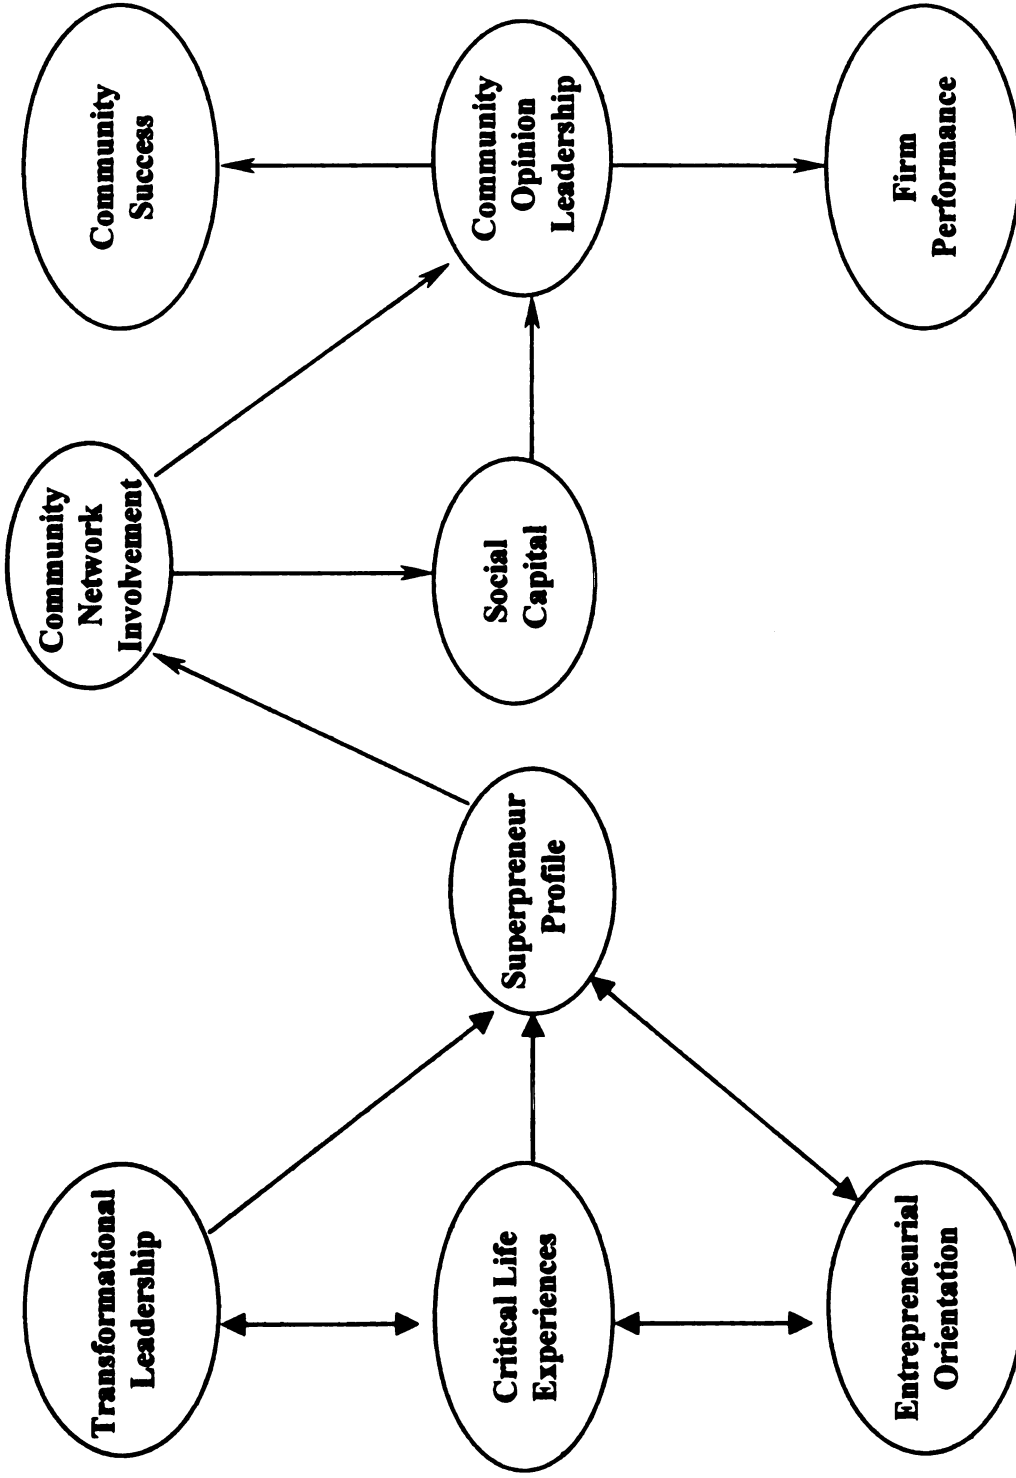 Transformational
Leadership
Critical Life
Experiences
Entrepreneurial
Orientation
Superpreneur
Profile
Community
Network
Involvement
Social
Capital
Community
Success
Community
Opinion
Leadership
Firm
Performance